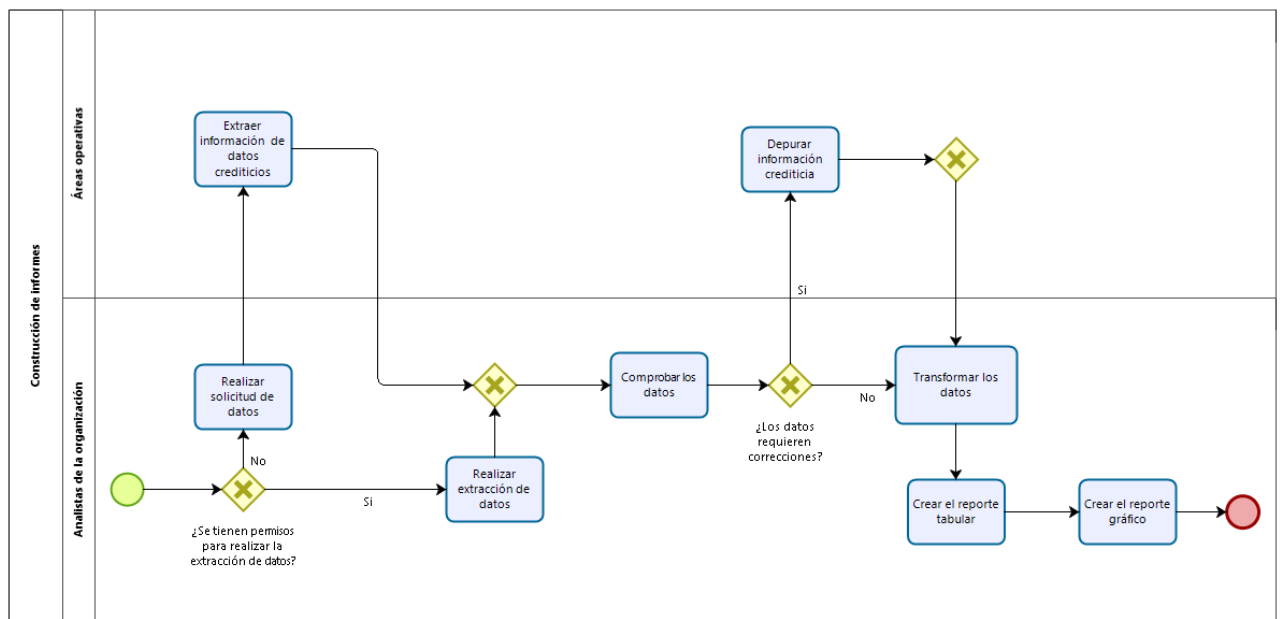 Construcción de informes
Áreas operativas
Extraer
información de
datos
crediticios
Depurar
información
crediticia
Si
Analistas de la organización
Realizar
solicitud de
datos
No
¿Se tienen permisos
para realizar la
extracción de datos?
Si
Realizar
extracción de
datos
Comprobar los
datos
¿Los datos
requieren
correcciones?
No
Transformar los
datos
Crear el reporte
tabular
Crear el reporte
gráfico